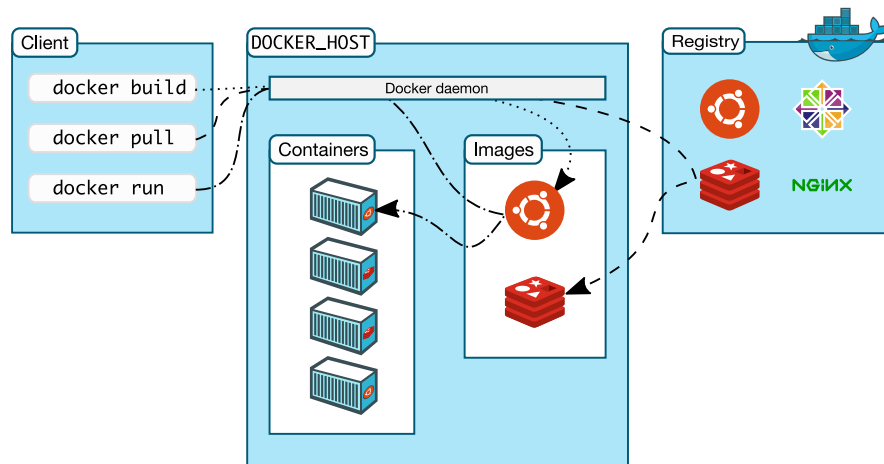 Client
docker build
docker pull
docker run
DOCKER_HOST
Docker daemon
Containers
Images
Registry
NGINX